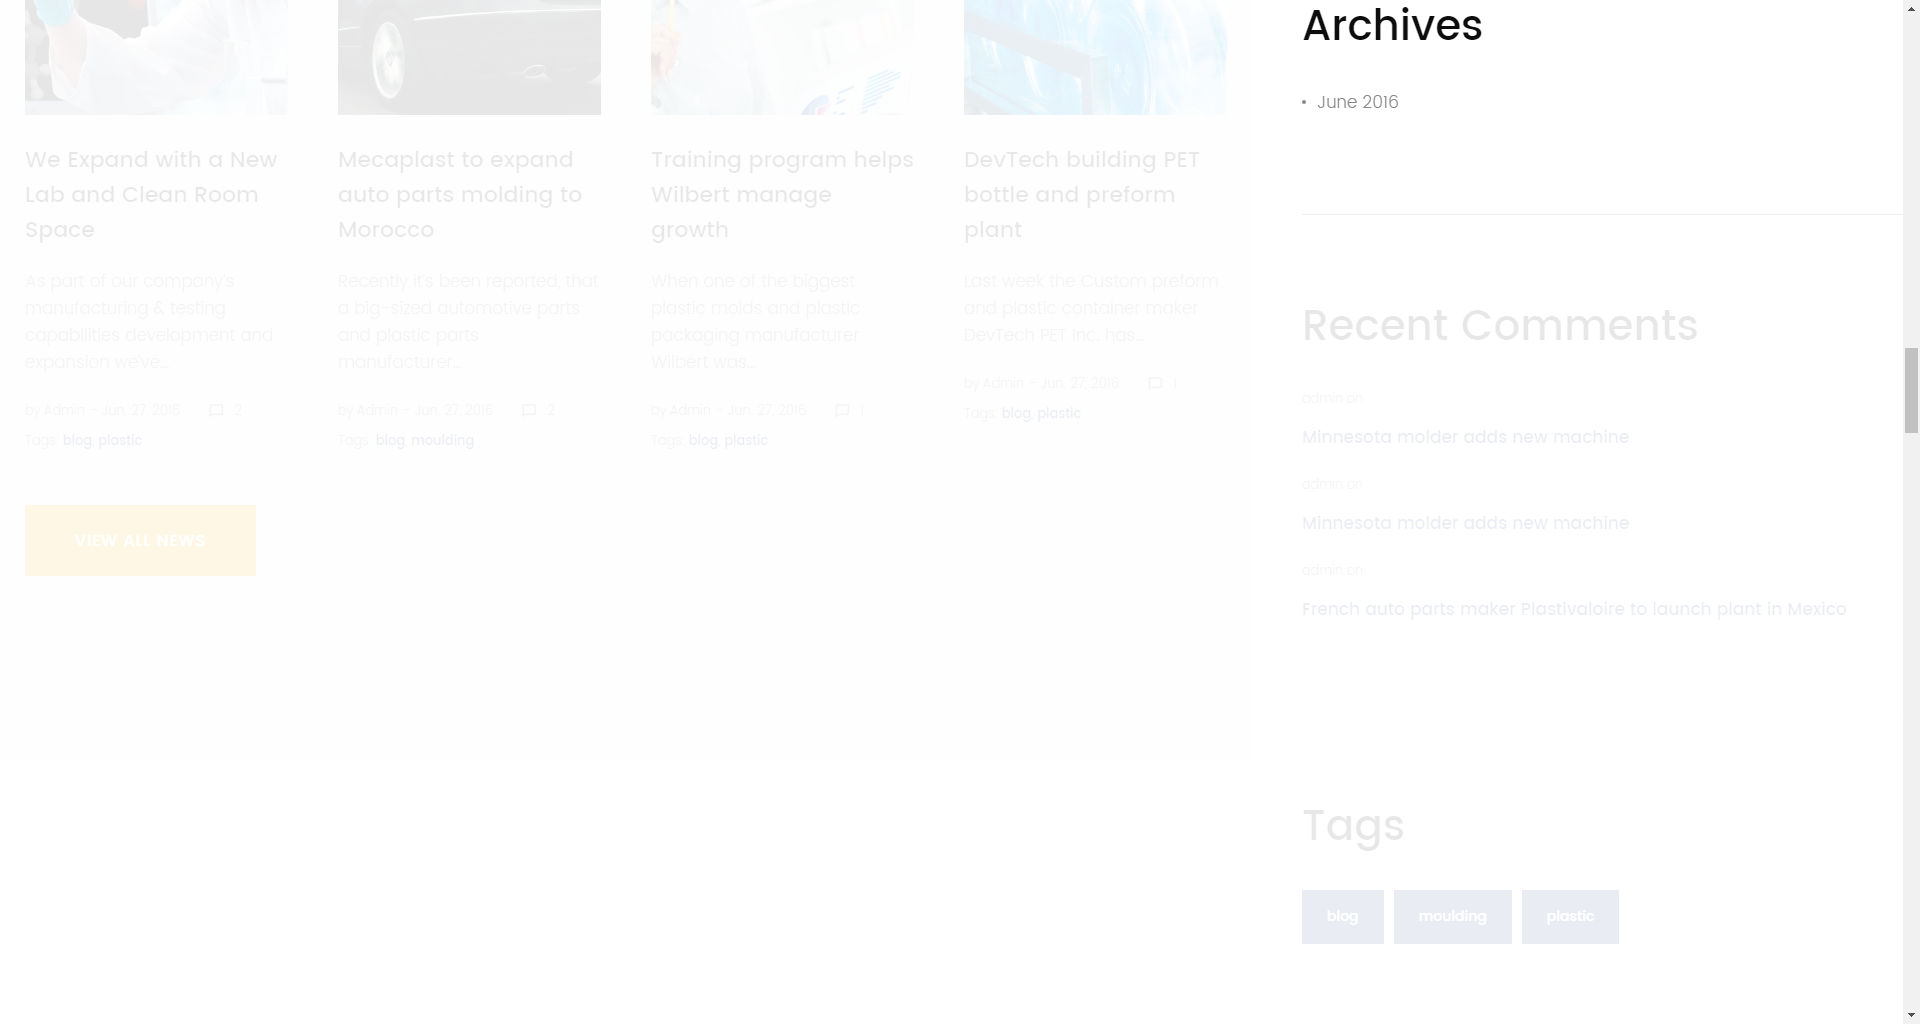 We Expand with a New
Lab and Clean Room
Space
As part of our company's
manufacturing & testing
capabilities development and
expansion we've...
by Admin - Jun. 27, 2016 2
Tags: blog, plastic
Mecaplast to expand
auto parts molding to
Morocco
Recently it's been reported, that
a big-sized automotive parts
and plastic parts
manufacturer...
by Admin - Jun. 27, 2016 2
Tags: blog, moulding
Training program helps
Wilbert manage
growth
When one of the biggest
plastic molds and plastic
packaging manufacturer
Wilbert was...
by Admin - Jun. 27, 2016 1
Tags: blog, plastic
DevTech building PET
bottle and preform
plant
Last week the Custom preform
and plastic container maker
DevTech PET Inc. has...
by Admin - Jun. 27, 2016 1
Tags: blog, plastic
VIEW ALL NEWS
Archives
• June 2016
Recent Comments
admin on
Minnesota molder adds new machine
admin on
Minnesota molder adds new machine
admin on
French auto parts maker Plastivaloire to launch plant in Mexico
Tags
blog moulding plastic